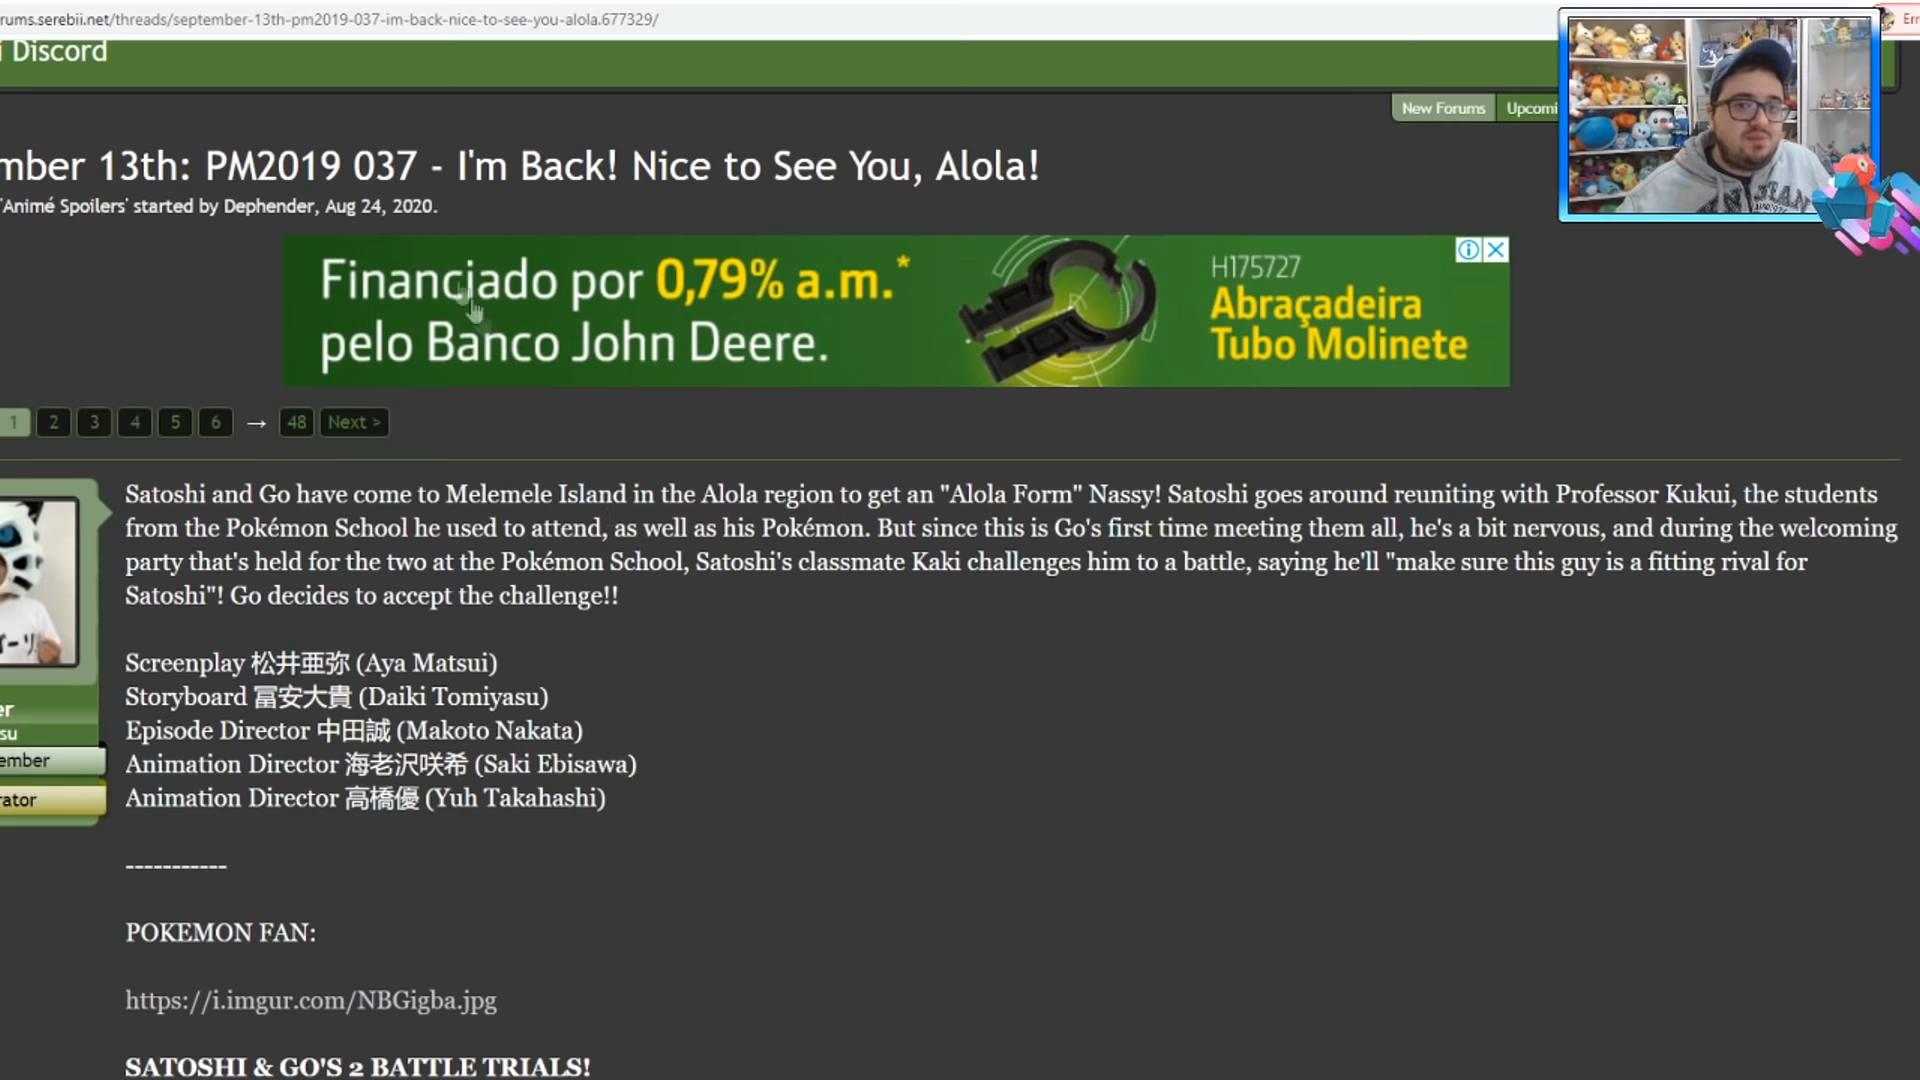 rums.serebii.net/threads/september-13th-pm2019-037-im-back-nice-to-see-you-alola.677329/
Err
i Discord
New Forums
Upcomi
mber 13th: PM2019 037 - I'm Back! Nice to See You, Alola!
'Animé Spoilers' started by Dephender, Aug 24, 2020.
Financiado por 0,79% a.m.*
pelo Banco John Deere.
H175727
Abraçadeira
Tubo Molinete
1 2 3 4 5 6 → 48 Next >
Satoshi and Go have come to Melemele Island in the Alola region to get an "Alola Form" Nassy! Satoshi goes around reuniting with Professor Kukui, the students
from the Pokémon School he used to attend, as well as his Pokémon. But since this is Go's first time meeting them all, he's a bit nervous, and during the welcoming
party that's held for the two at the Pokémon School, Satoshi's classmate Kaki challenges him to a battle, saying he'll "make sure this guy is a fitting rival for
Satoshi"! Go decides to accept the challenge!!
Screenplay 松井亜弥 (Aya Matsui)
Storyboard 冨安大貴 (Daiki Tomiyasu)
Episode Director 中田誠 (Makoto Nakata)
Animation Director 海老沢咲希 (Saki Ebisawa)
Animation Director 高橋優 (Yuh Takahashi)
er
su
ember
rator
-----------
POKEMON FAN:
https://i.imgur.com/NBGigba.jpg
SATOSHI & GO'S 2 BATTLE TRIALS!